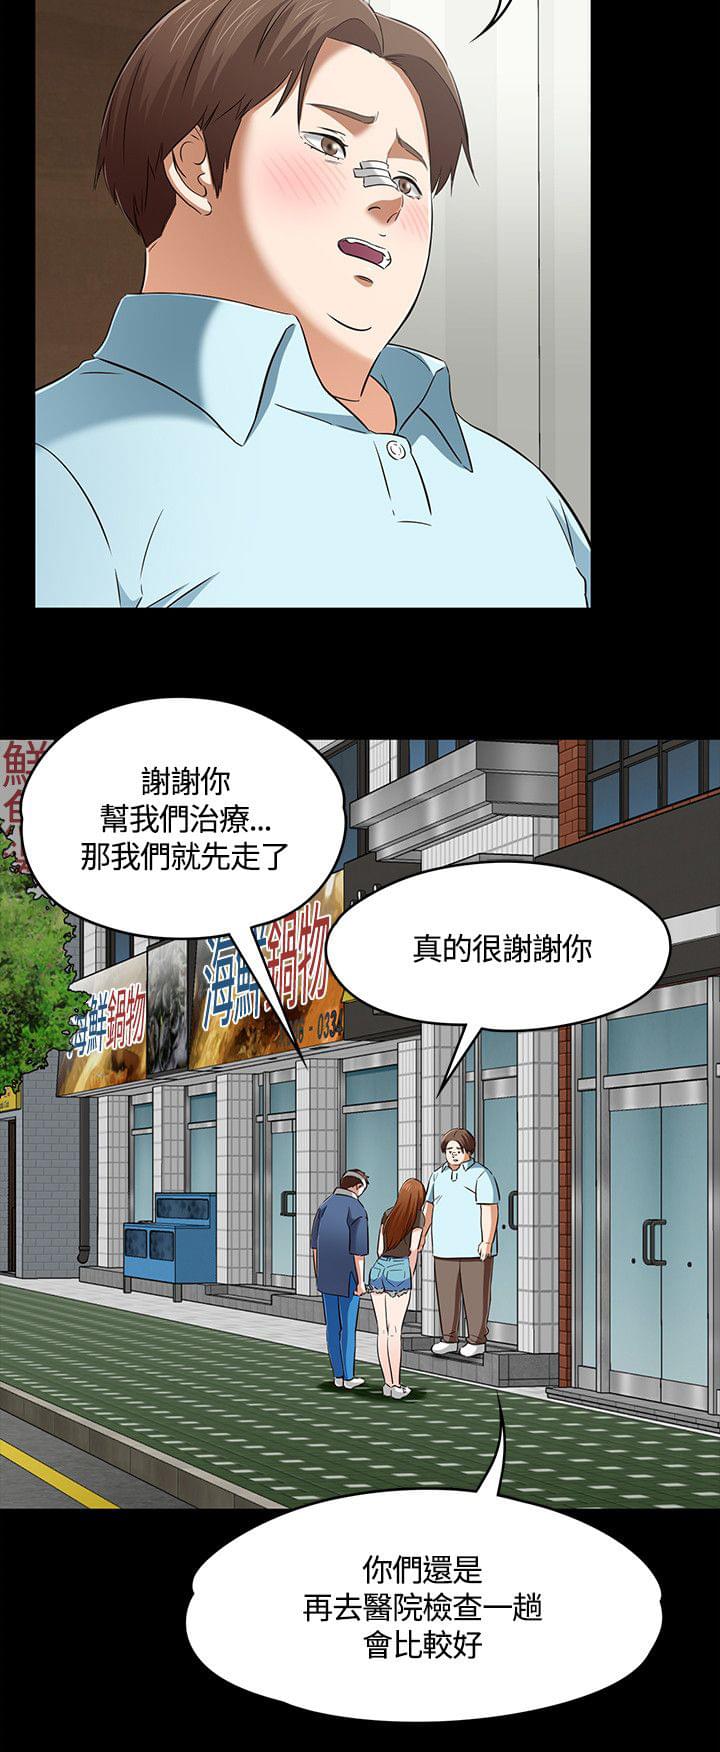 鮮
謝謝你
幫我們治療...
那我們就先走了
真的很謝謝你
海鮮鍋物
海鮮鍋物
0334
你們還是
再去醫院檢查一趟
會比較好